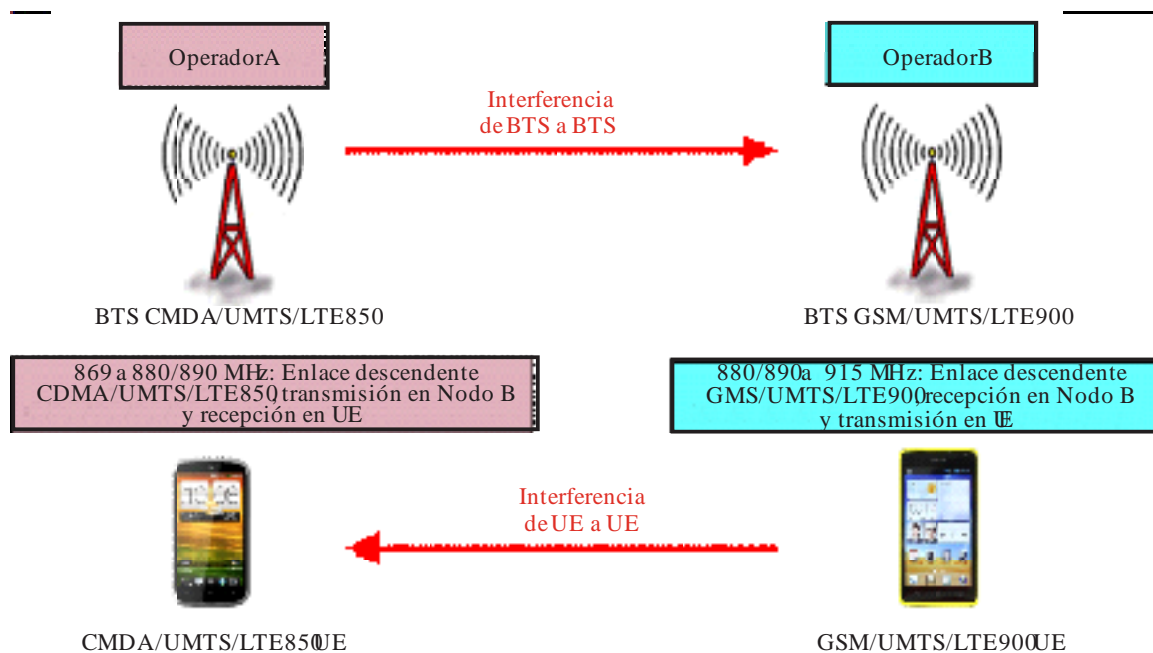 OperadorA
OperadorB
Interferencia
de BTS a BTS
BTS CMDA/UMTS/LTE850
BTS GSM/UMTS/LTE900
869 a 880/890 MHz: Enlace descendente
CDMA/UMTS/LTE850, transmisión en Nodo B
y recepción en UE
880/890a 915 MHz: Enlace descendente
GMS/UMTS/LTE900, recepción en Nodo B
y transmisión en UE
Interferencia
de UE a UE
CMDA/UMTS/LTE850UE
GSM/UMTS/LTE900UE